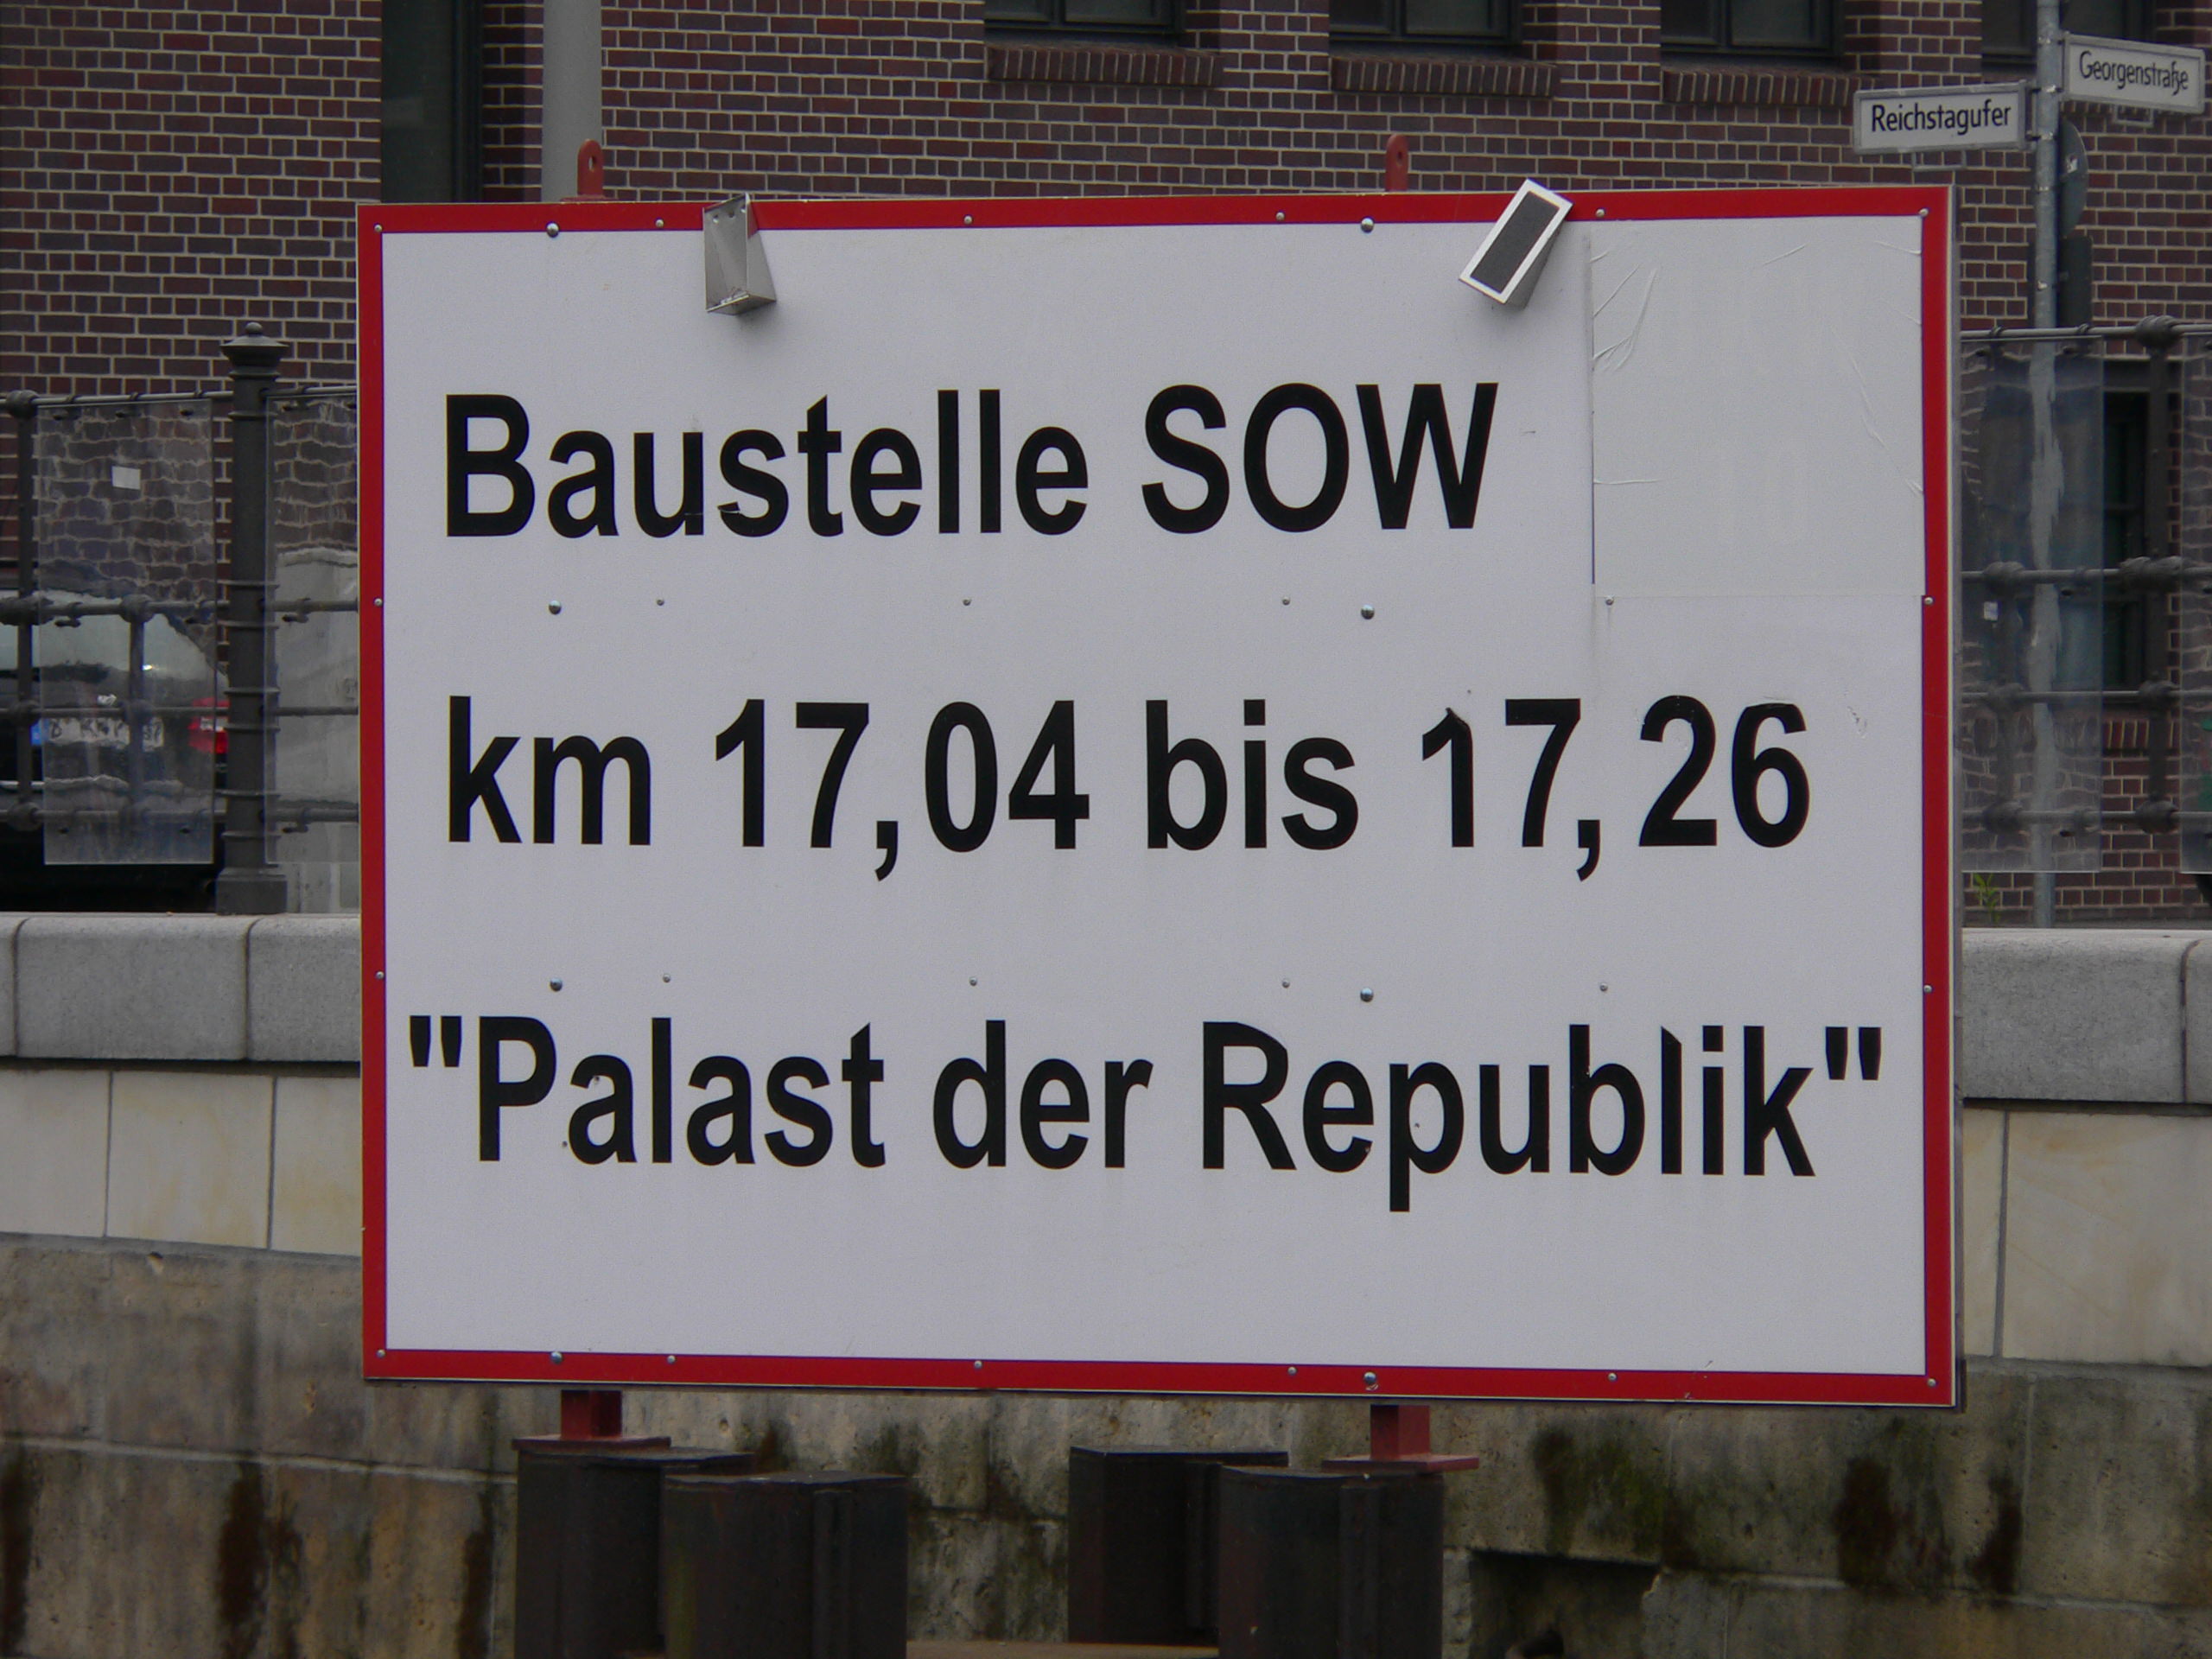 Georgenstraße
Reichstagufer
Baustelle SOW
km 17,04 bis 17,26
"Palast der Republik"